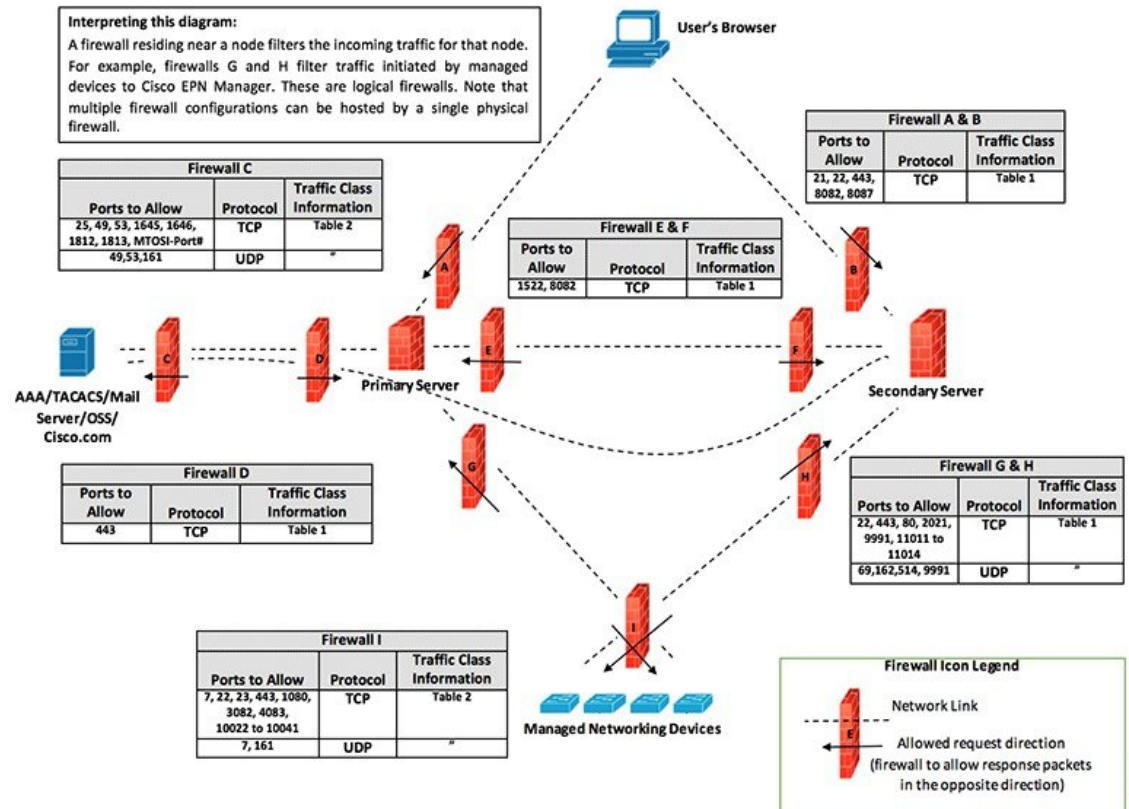 Interpreting this diagram:
A firewall residing near a node filters the incoming traffic for that node.
For example, firewalls G and H filter traffic initiated by managed
devices to Cisco EPN Manager. These are logical firewalls. Note that
multiple firewall configurations can be hosted by a single physical
firewall.
User's Browser
Firewall A & B
Ports to Allow Protocol Traffic Class Information
21, 22, 443, 8082, 8087 TCP Table 1
Firewall C
Ports to Allow Protocol Traffic Class Information
25, 49, 53, 1645, 1646, 1812, 1813, MTOSI-Port# TCP Table 2
49,53,161 UDP "
Firewall E & F
Ports to Allow Protocol Traffic Class Information
1522, 8082 TCP Table 1
A
B
C
D
E
F
Primary Server
Secondary Server
AAA/TACACS/Mail
Server/OSS/
Cisco.com
G
H
Firewall D
Ports to Allow Protocol Traffic Class Information
443 TCP Table 1
Firewall G & H
Ports to Allow Protocol Traffic Class Information
22, 443, 80, 2021, 9991, 11011 to 11014 TCP Table 1
69,162,514, 9991 UDP "
I
Firewall I
Ports to Allow Protocol Traffic Class Information
7, 22, 23, 443, 1080, 3082, 4083, 10022 to 10041 TCP Table 2
7, 161 UDP "
Managed Networking Devices
Firewall Icon Legend
Network Link
E
Allowed request direction
(firewall to allow response packets
in the opposite direction)